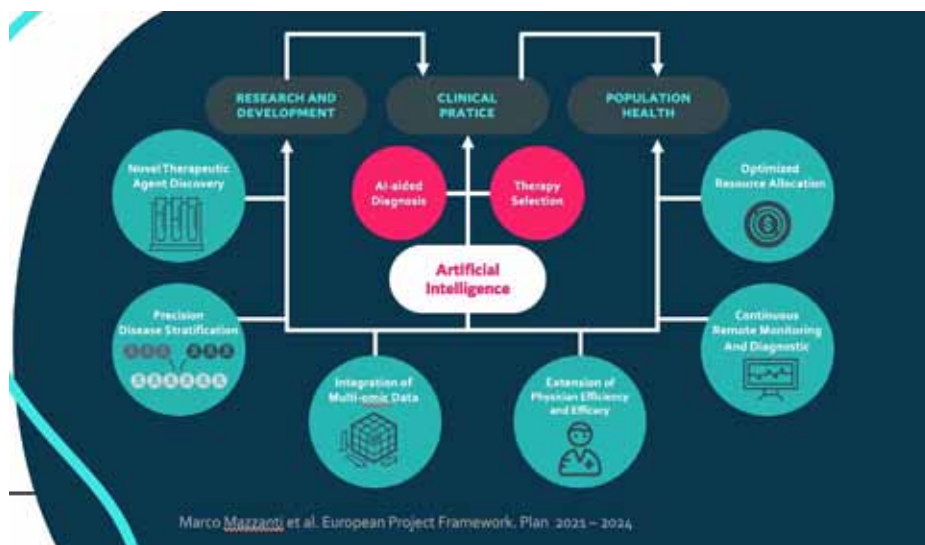 RESEARCH AND
DEVELOPMENT
CLINICAL
PRATICE
POPULATION
HEALTH
Novel Therapeutic
Agent Discovery
AI-aided
Diagnosis
Therapy
Selection
Optimized
Resource Allocation
Artificial
Intelligence
Precision
Disease Stratification
Continuous
Remote Monitoring
And Diagnostic
Integration of
Multi-omic Data
Extension of
Physian Efficiency
and Efficacy
Marco Mazzanti et al. European Project Framework. Plan 2021 – 2024